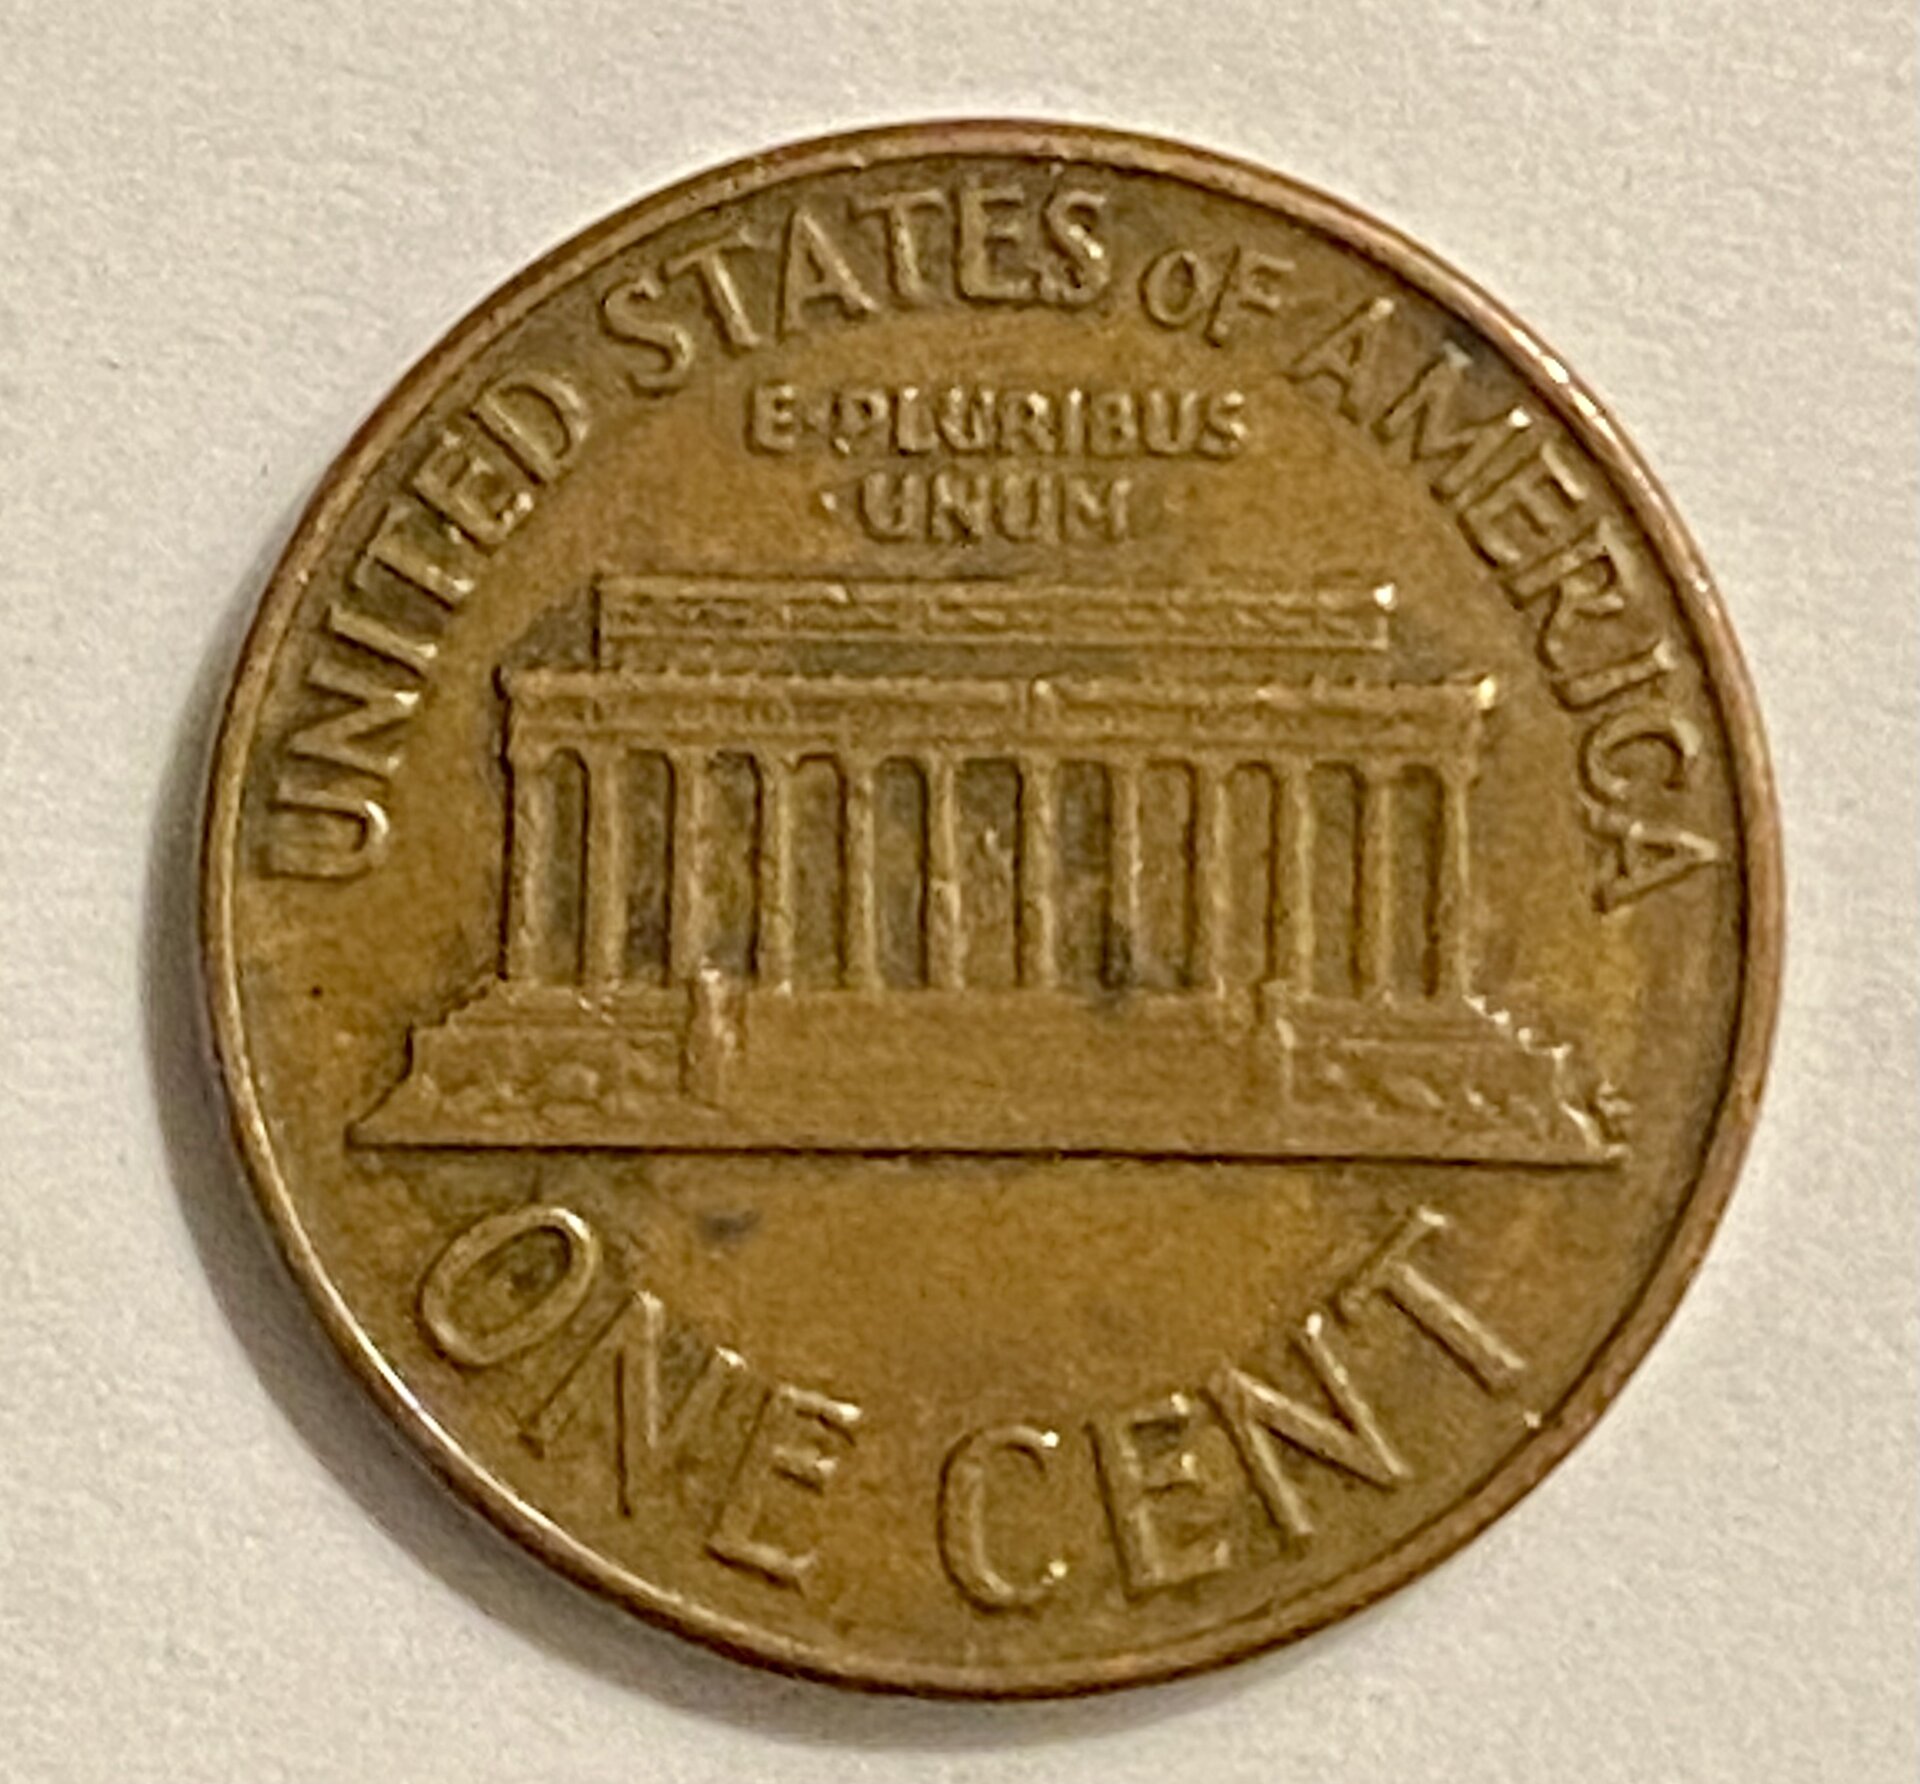 UNITED STATES OF AMERICA
E·PLURIBUS
·UNUM·
ONE CENT